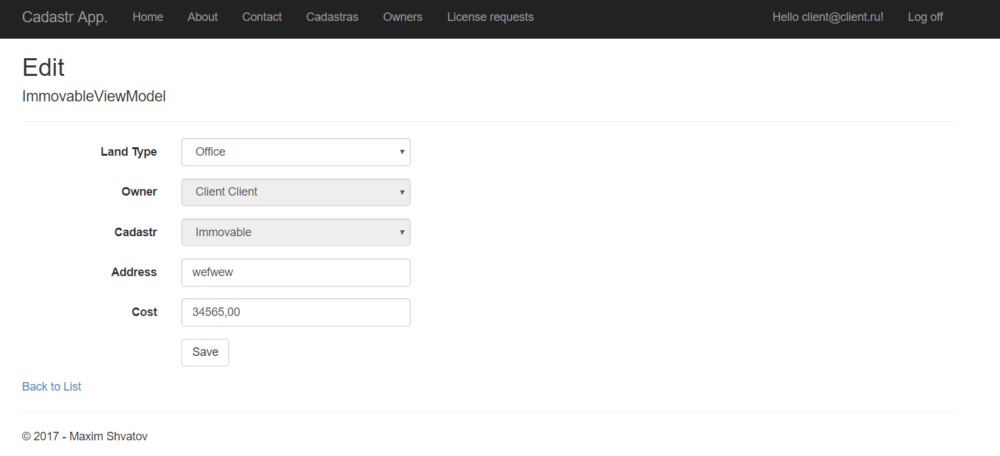 Cadastr App. Home About Contact Cadastras Owners License requests Hello client@client.ru! Log off
Edit
ImmovableViewModel
Land Type Office
Owner Client Client
Cadastr Immovable
Address wefwew
Cost 34565,00
Save
Back to List
© 2017 - Maxim Shvatov